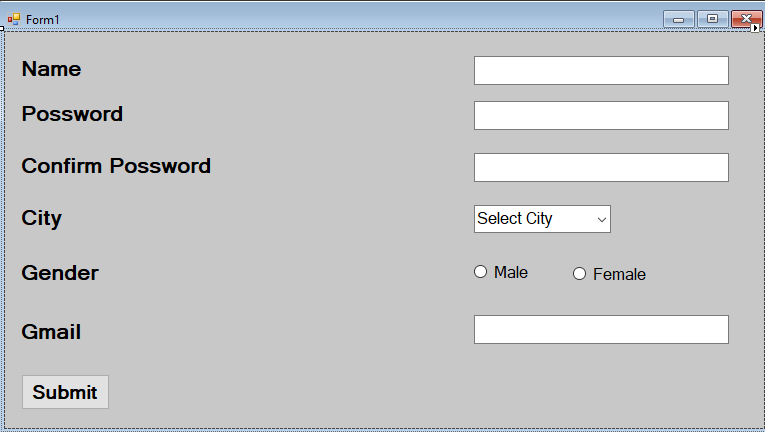 Form1
Name
Possword
Confirm Possword
City Select City
Gender Male Female
Gmail
Submit